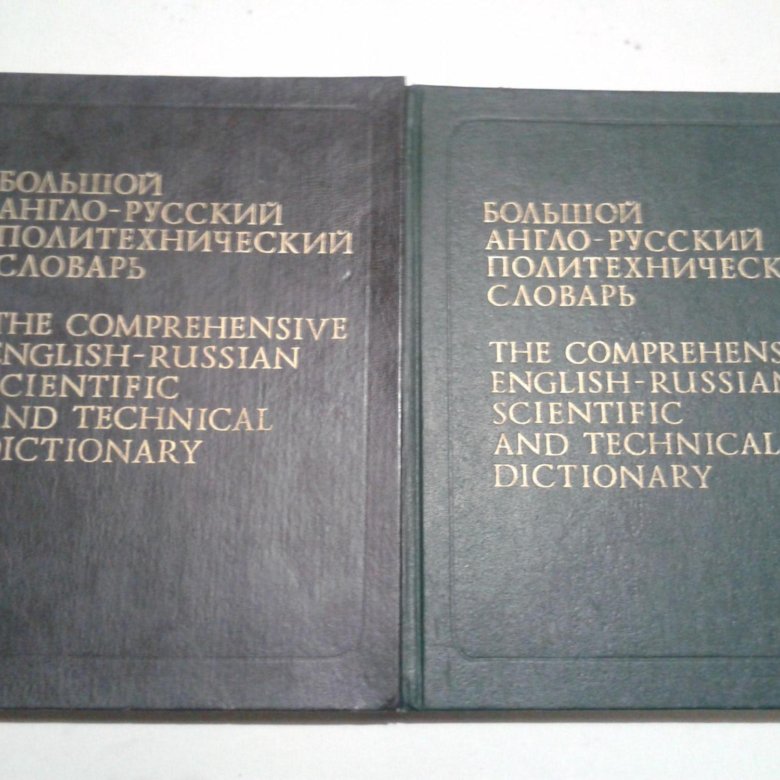 БОЛЬШОЙ
АНГЛО-РУССКИЙ
ПОЛИТЕХНИЧЕСКИЙ
СЛОВАРЬ
THE COMPREHENSIVE
ENGLISH-RUSSIAN
SCIENTIFIC
AND TECHNICAL
DICTIONARY
БОЛЬШОЙ
АНГЛО-РУССКИЙ
ПОЛИТЕХНИЧЕСК
СЛОВАРЬ
THE COMPREHENS
ENGLISH-RUSSIAN
SCIENTIFIC
AND TECHNICAL
DICTIONARY